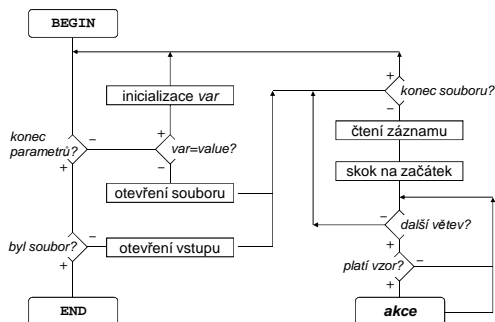 BEGIN
+
inicializace var
konec souboru?
−
čtení záznamu
konec
parametrů?
−
+
+
var=value?
−
skok na začátek
otevření souboru
−
další větev?
+
byl soubor?
−
+
otevření vstupu
platí vzor?
−
+
END
akce